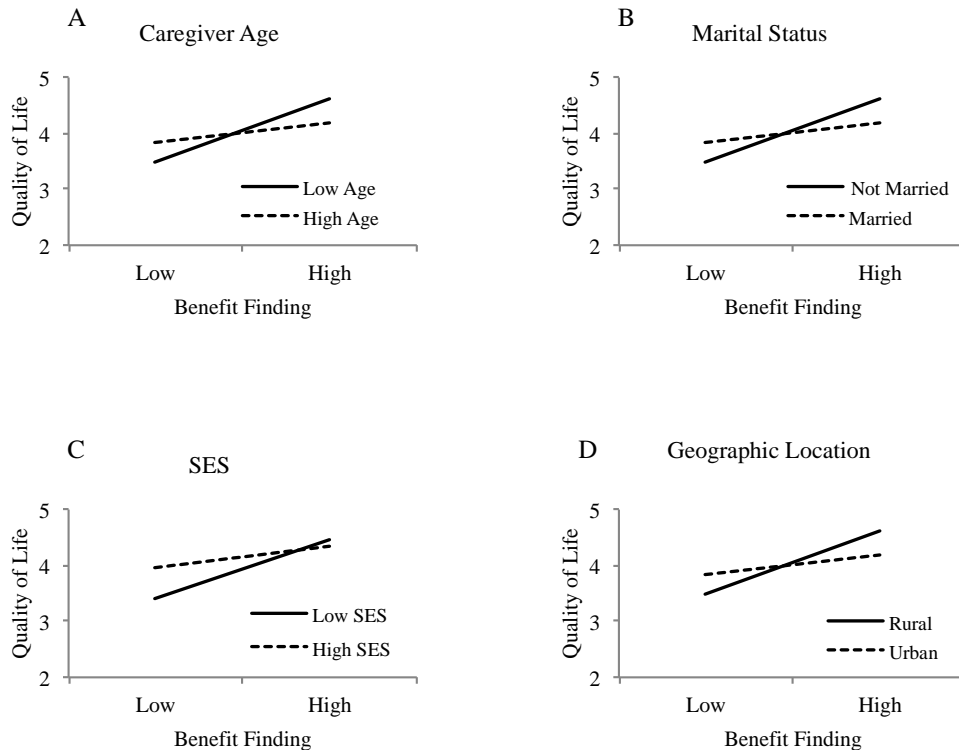 A
Caregiver Age
Quality of Life
5
4
3
2
Low Age
High Age
Low High
Benefit Finding
B
Marital Status
Quality of Life
5
4
3
2
Not Married
Married
Low High
Benefit Finding
C
SES
Quality of Life
5
4
3
2
Low SES
High SES
Low High
Benefit Finding
D
Geographic Location
Quality of Life
5
4
3
2
Rural
Urban
Low High
Benefit Finding